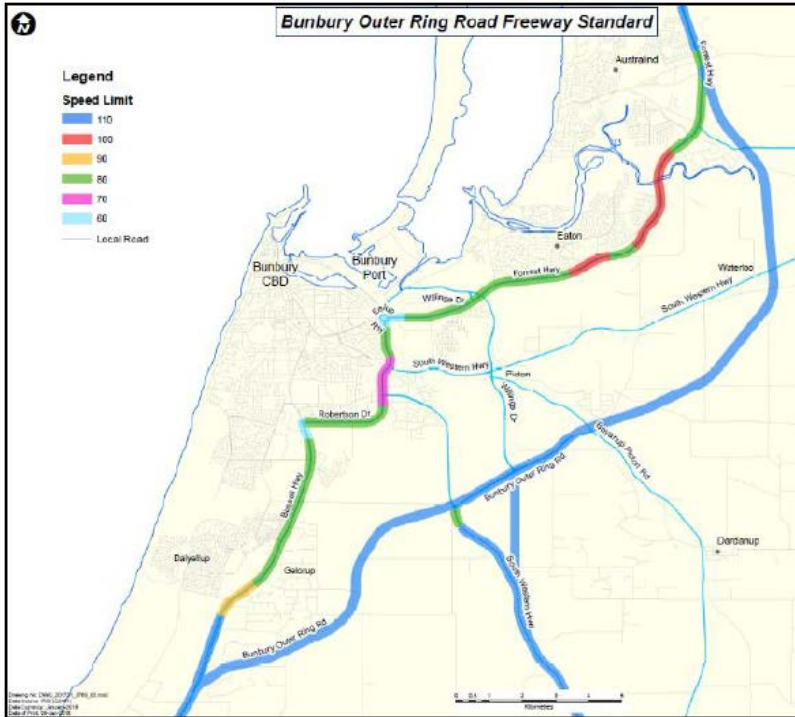 Bunbury Outer Ring Road Freeway Standard
N
Legend
Speed Limit
110
100
90
80
70
60
Local Road
Australind
Forrest Hwy
Eaton
Bunbury
CBD
Bunbury
Port
Waterloo
Forrest Hwy
Willinge Dr
South Western Hwy
Eelup
Rty
South Western Hwy
Picton
Willinge Dr
Robertson Dr
Boyanup Picton Rd
Bunbury Outer Ring Rd
Bussell Hwy
Dardanup
Dalyellup
Gelorup
South Western Hwy
Bunbury Outer Ring Rd
Kilometres